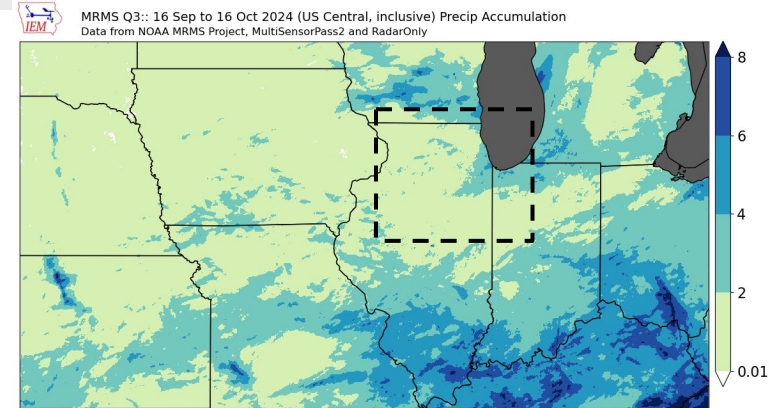 IEM
MRMS Q3:: 16 Sep to 16 Oct 2024 (US Central, inclusive) Precip Accumulation
Data from NOAA MRMS Project, MultiSensorPass2 and RadarOnly
8
6
4
2
0.01